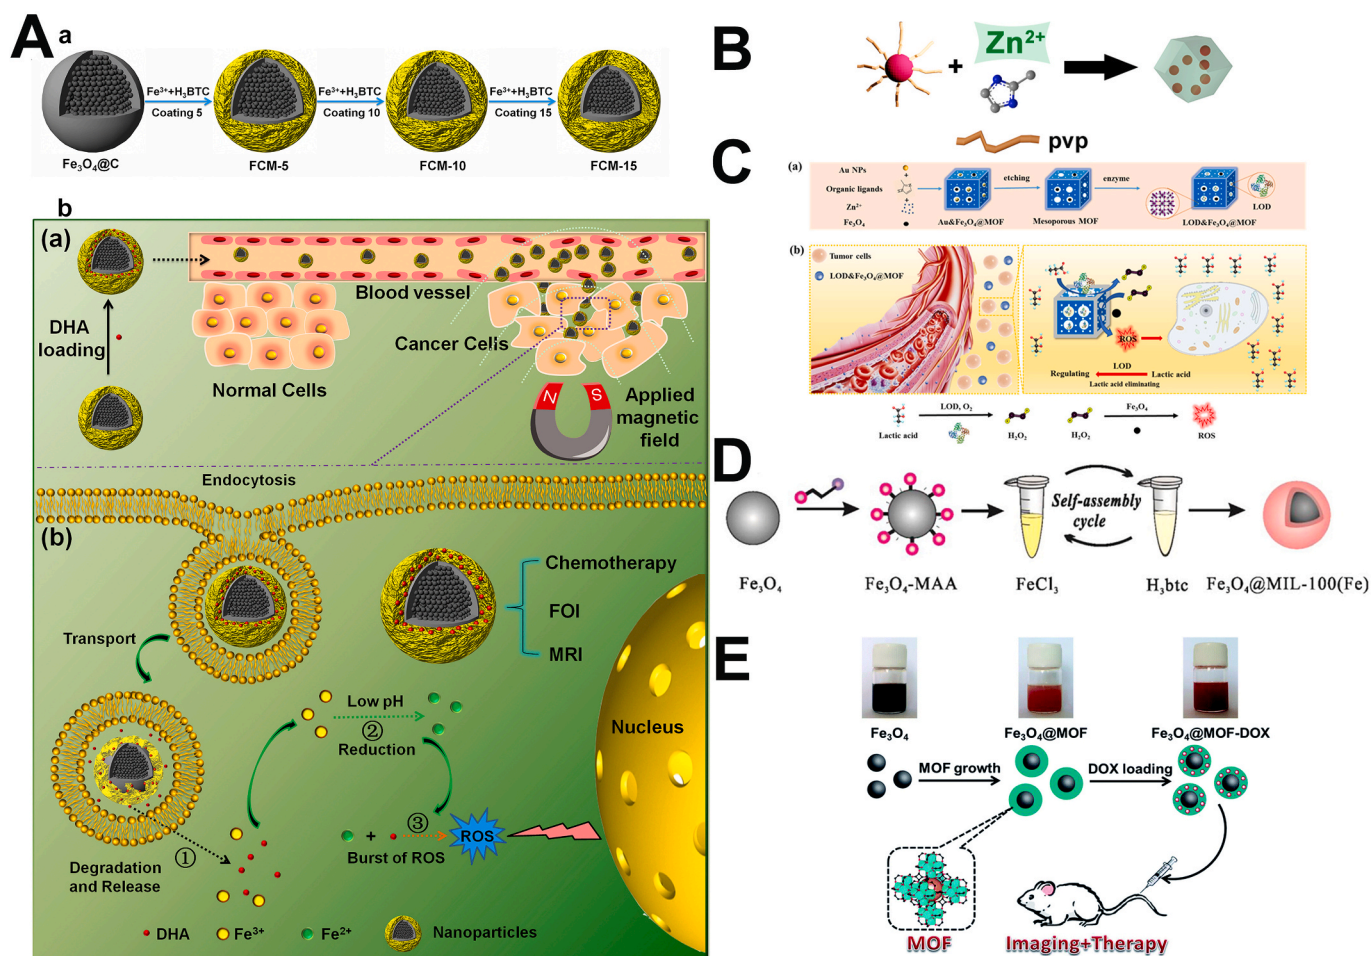 A
a
Fe³⁺+H₃BTC
Coating 5
Fe³⁺+H₃BTC
Coating 10
Fe³⁺+H₃BTC
Coating 15
Fe₃O₄@C
FCM-5
FCM-10
FCM-15
b
(a)
DHA
loading
Blood vessel
Normal Cells
Cancer Cells
N
S
Applied
magnetic
field
Endocytosis
(b)
Chemotherapy
FOI
MRI
Transport
Low pH
②
Reduction
Nucleus
①
Degradation
and Release
+
③
ROS
Burst of ROS
DHA
Fe³⁺
Fe²⁺
Nanoparticles
B
+
Zn²⁺
pvp
C
(a)
Au NPs
+
Organic ligands
+
Zn²⁺
+
Fe₃O₄
Au&Fe₃O₄@MOF
etching
Mesoporous MOF
enzyme
LOD&Fe₃O₄@MOF
LOD
(b)
Tumor cells
LOD&Fe₃O₄@MOF
ROS
LOD
Regulating
Lactic acid
Lactic acid eliminating
LOD, O₂
Lactic acid
H₂O₂
Fe₃O₄
H₂O₂
ROS
D
Self-assembly
cycle
Fe₃O₄
Fe₃O₄-MAA
FeCl₃
H₃btc
Fe₃O₄@MIL-100(Fe)
E
Fe₃O₄
Fe₃O₄@MOF
Fe₃O₄@MOF-DOX
MOF growth
DOX loading
MOF
Imaging+Therapy